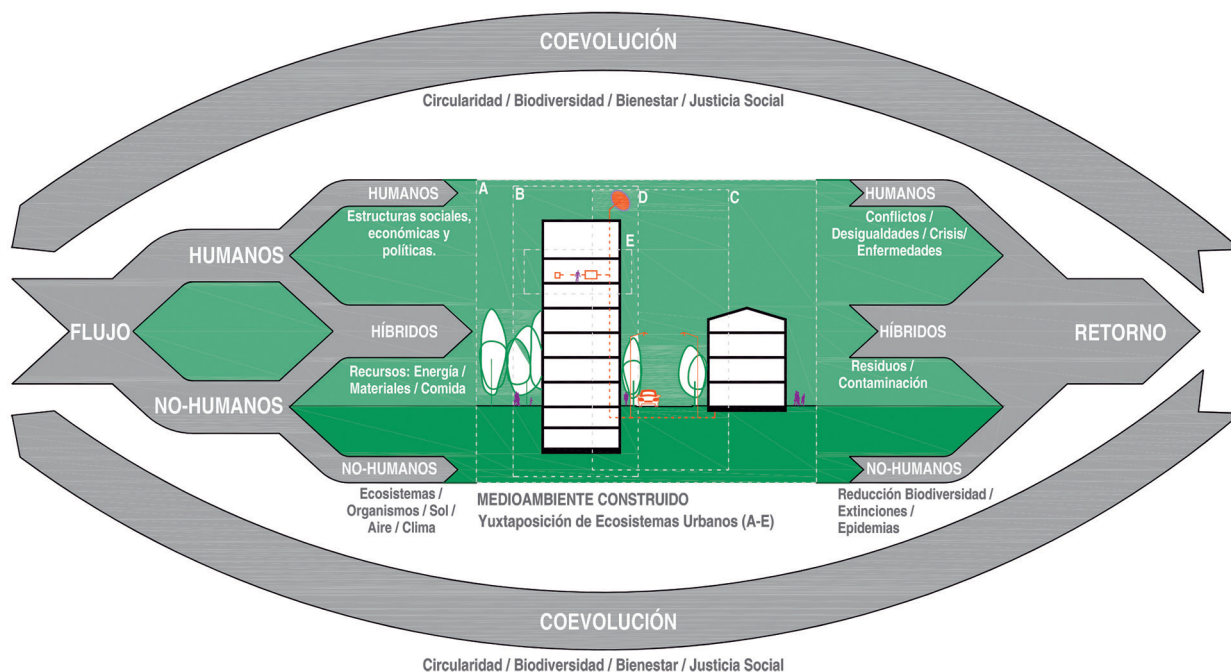 COEVOLUCIÓN
Circularidad / Biodiversidad / Bienestar / Justicia Social
HUMANOS
A
B
D
C
HUMANOS
Estructuras sociales,
económicas y
políticas.
Conflictos /
Desigualdades / Crisis/
Enfermedades
E
HUMANOS
FLUJO
HÍBRIDOS
HÍBRIDOS
RETORNO
Recursos: Energía /
Materiales / Comida
Residuos /
Contaminación
NO-HUMANOS
NO-HUMANOS
NO-HUMANOS
Ecosistemas /
Organismos / Sol /
Aire / Clima
MEDIOAMBIENTE CONSTRUIDO
Yuxtaposición de Ecosistemas Urbanos (A-E)
Reducción Biodiversidad /
Extinciones /
Epidemias
COEVOLUCIÓN
Circularidad / Biodiversidad / Bienestar / Justicia Social